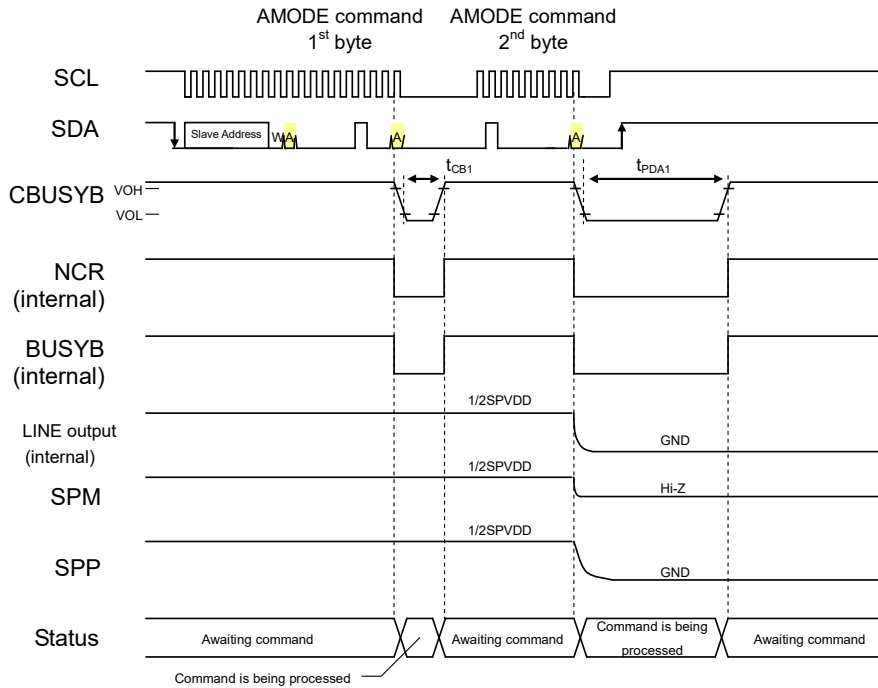 AMODE command
1st byte
AMODE command
2nd byte
SCL
SDA
Slave Address
W
A
A
A
tCB1
tPDA1
CBUSYB
VOH
VOL
NCR
(internal)
BUSYB
(internal)
1/2SPVDD
LINE output
(internal)
GND
1/2SPVDD
SPM
Hi-Z
1/2SPVDD
SPP
GND
Status
Awaiting command
Awaiting command
Command is being
processed
Awaiting command
Command is being processed